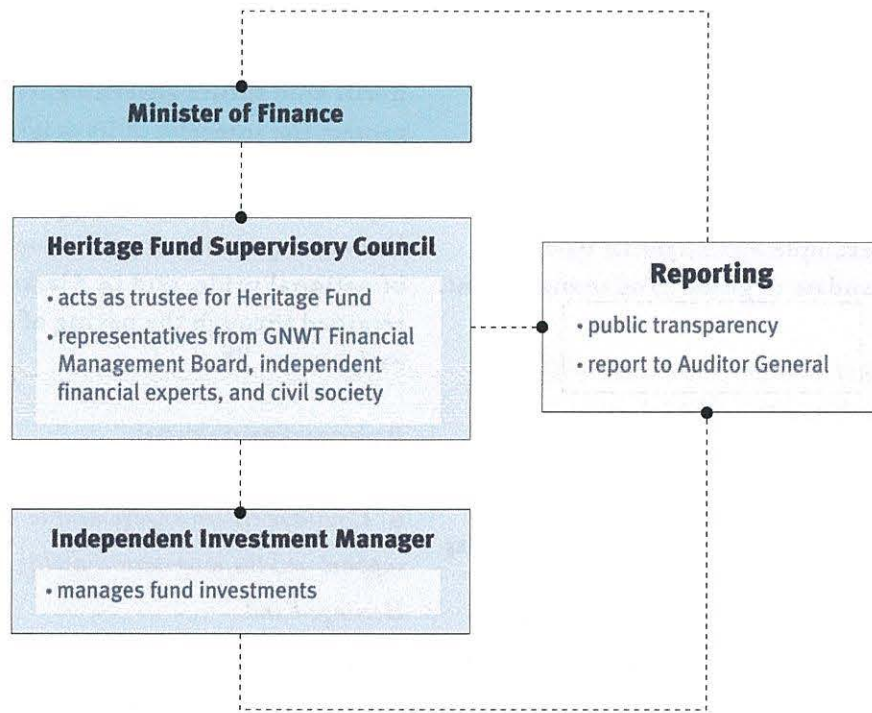 Minister of Finance
Heritage Fund Supervisory Council
• acts as trustee for Heritage Fund
• representatives from GNWT Financial
Management Board, independent
financial experts, and civil society
Reporting
• public transparency
• report to Auditor General
Independent Investment Manager
• manages fund investments